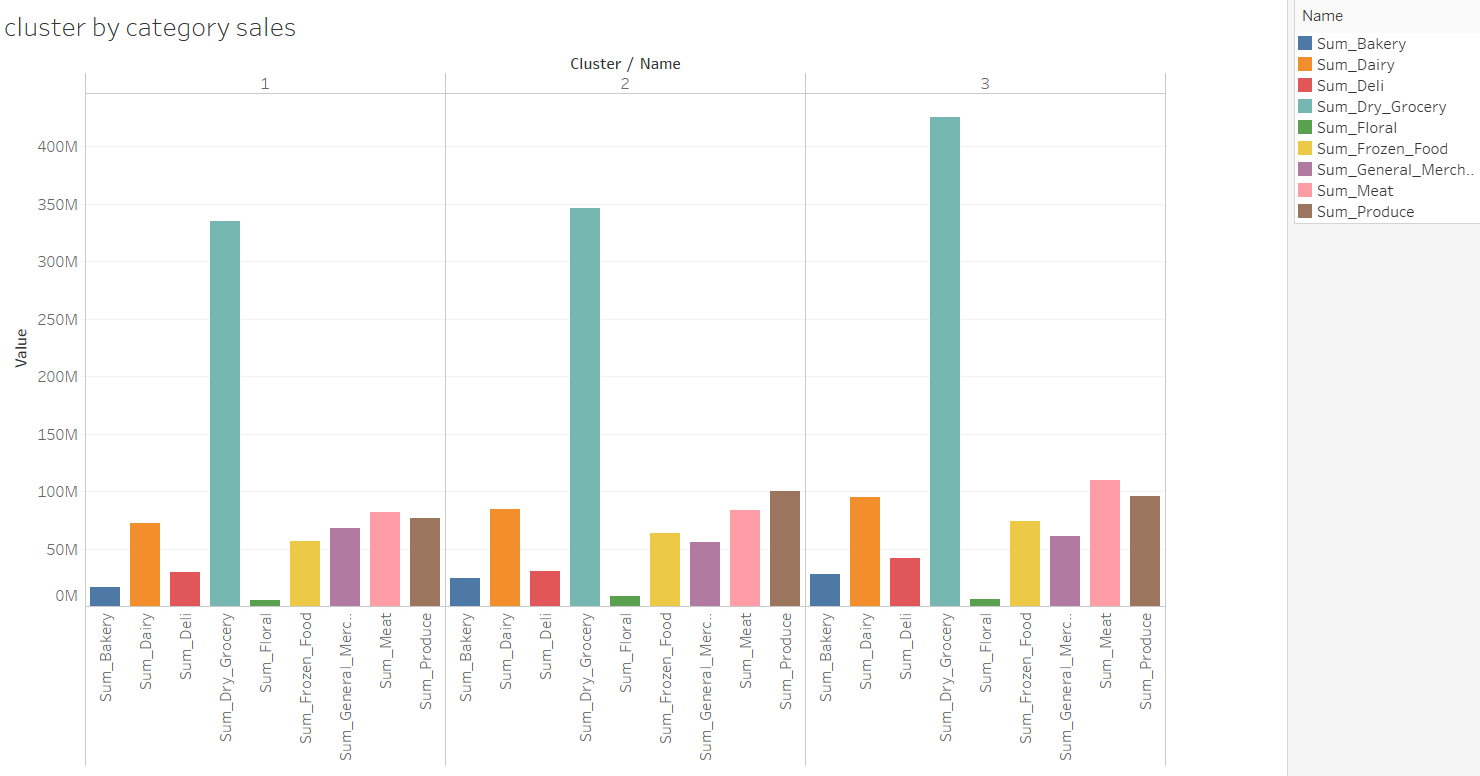 cluster by category sales
Cluster / Name
1
2
3
Value
400M
350M
300M
250M
200M
150M
100M
50M
0M
Sum_Bakery
Sum_Dairy
Sum_Deli
Sum_Dry_Grocery
Sum_Floral
Sum_Frozen_Food
Sum_General_Merc..
Sum_Meat
Sum_Produce
Sum_Bakery
Sum_Dairy
Sum_Deli
Sum_Dry_Grocery
Sum_Floral
Sum_Frozen_Food
Sum_General_Merc..
Sum_Meat
Sum_Produce
Sum_Bakery
Sum_Dairy
Sum_Deli
Sum_Dry_Grocery
Sum_Floral
Sum_Frozen_Food
Sum_General_Merc..
Sum_Meat
Sum_Produce
Name
Sum_Bakery
Sum_Dairy
Sum_Deli
Sum_Dry_Grocery
Sum_Floral
Sum_Frozen_Food
Sum_General_Merch..
Sum_Meat
Sum_Produce